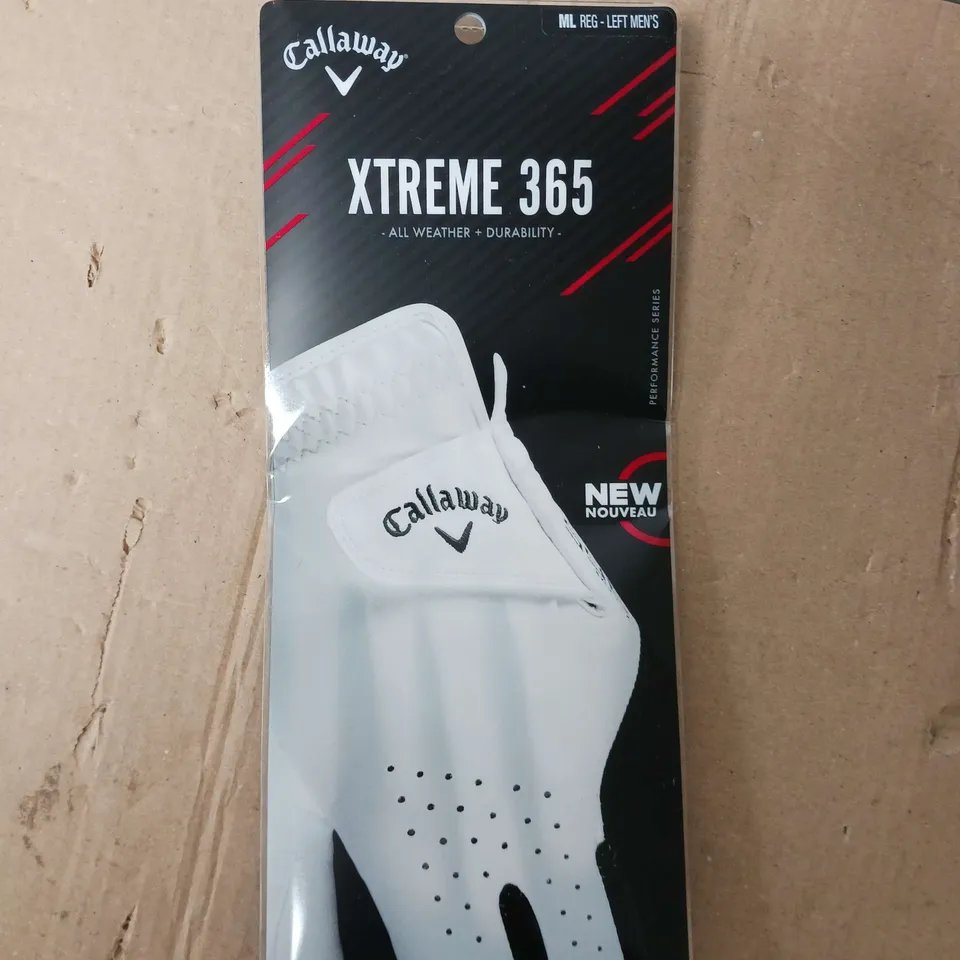 ML REG - LEFT MEN'S
Callaway®
XTREME 365
- ALL WEATHER + DURABILITY -
PERFORMANCE SERIES
NEW
NOUVEAU
Callaway